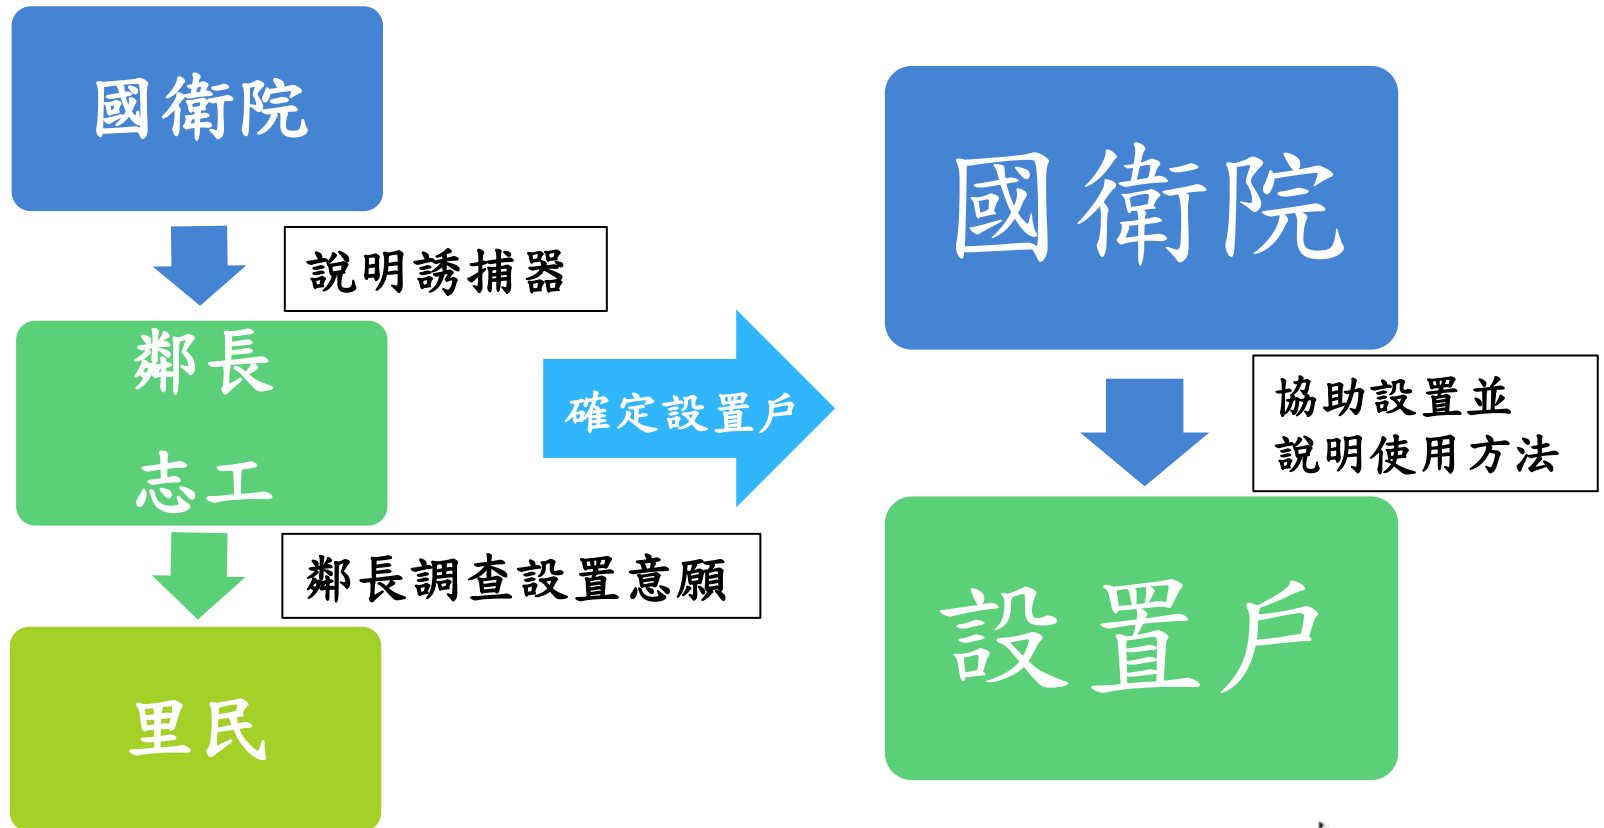 國衛院
說明誘捕器
鄰長
志工
鄰長調查設置意願
里民
確定設置戶
國衛院
協助設置並
說明使用方法
設置戶